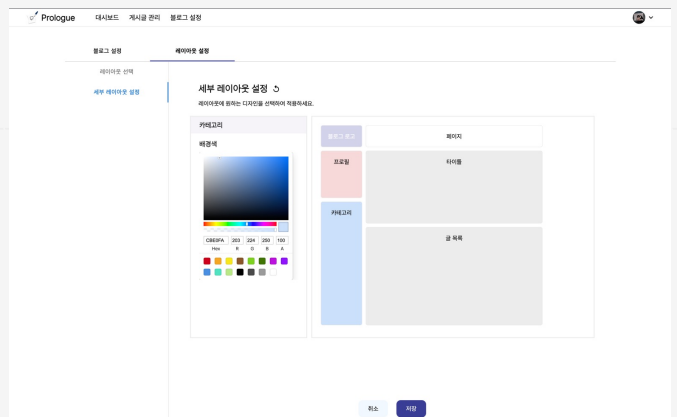 Prologue 대시보드 게시글 관리 블로그 설정
블로그 설정 레이아웃 설정
레이아웃 선택
세부 레이아웃 설정
세부 레이아웃 설정
레이아웃에 원하는 디자인을 선택하여 적용하세요.
카테고리
배경색
CBE0FA 203 224 250 100
Hex R G B A
블로그 로고 페이지
프로필 타이틀
카테고리
글 목록
취소 저장